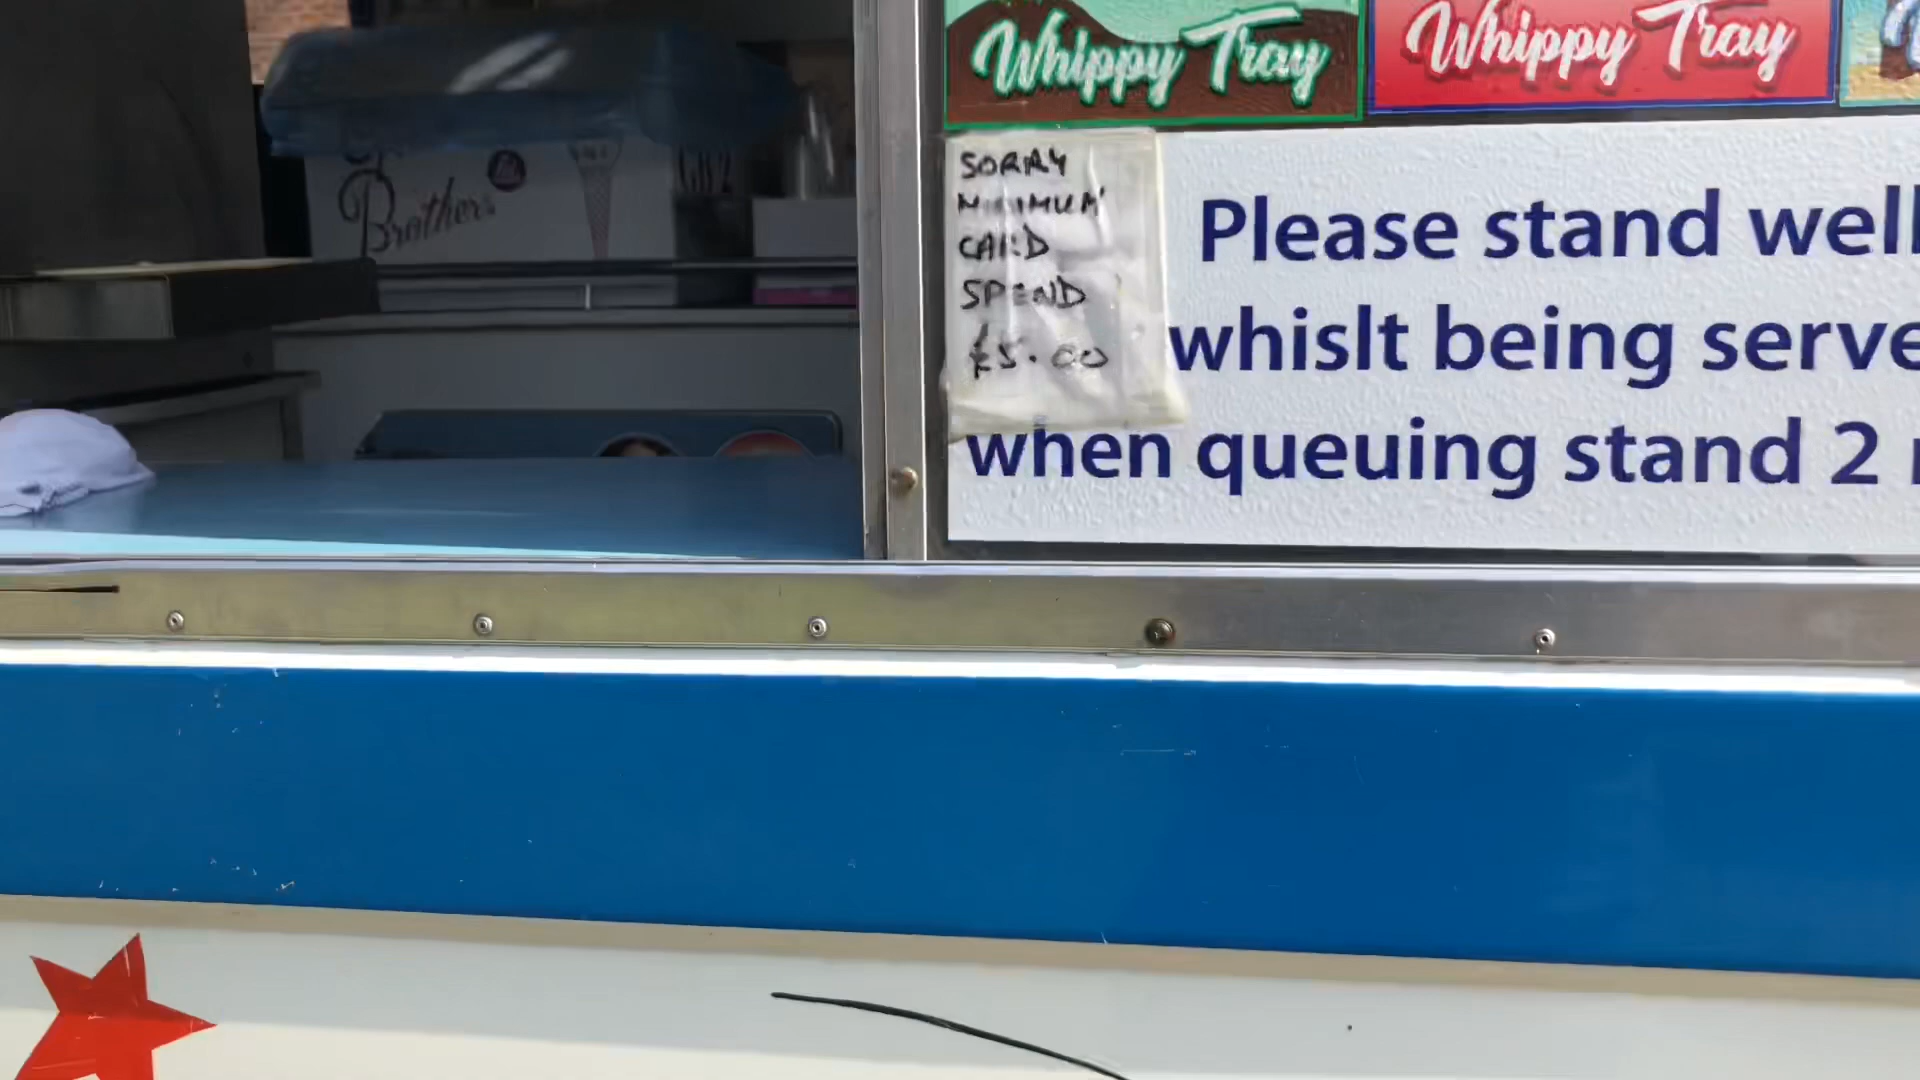 Whippy Tray
Whippy Tray
SORRY
MINIMUM
CARD
SPEND
£5.00
Please stand well
whislt being serve
when queuing stand 2
Brothers